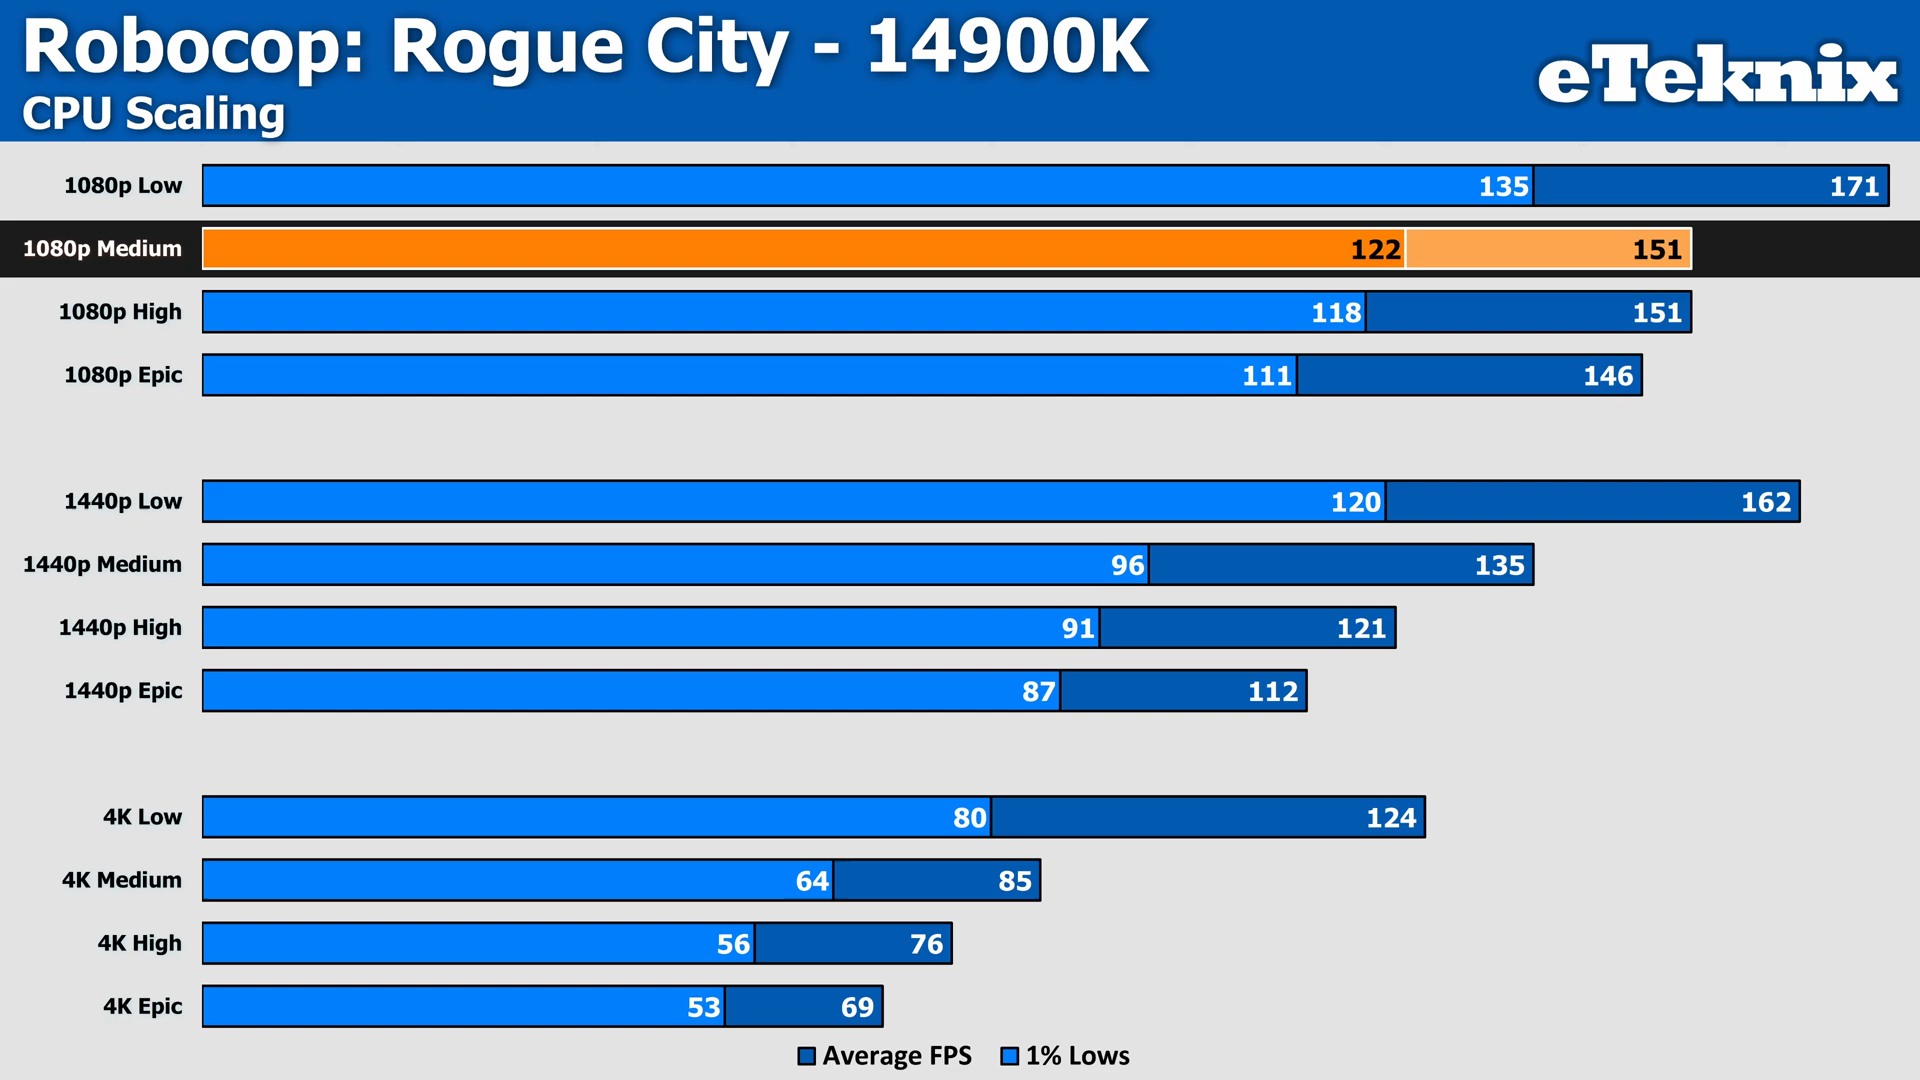 Robocop: Rogue City - 14900K
CPU Scaling
eTeknix
1080p Low 135 171
1080p Medium 122 151
1080p High 118 151
1080p Epic 111 146
1440p Low 120 162
1440p Medium 96 135
1440p High 91 121
1440p Epic 87 112
4K Low 80 124
4K Medium 64 85
4K High 56 76
4K Epic 53 69
Average FPS 1% Lows